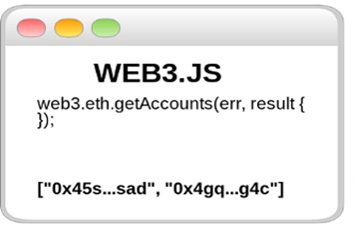 WEB3.JS
web3.eth.getAccounts(err, result {
});
["0x45s...sad", "0x4gq...g4c"]